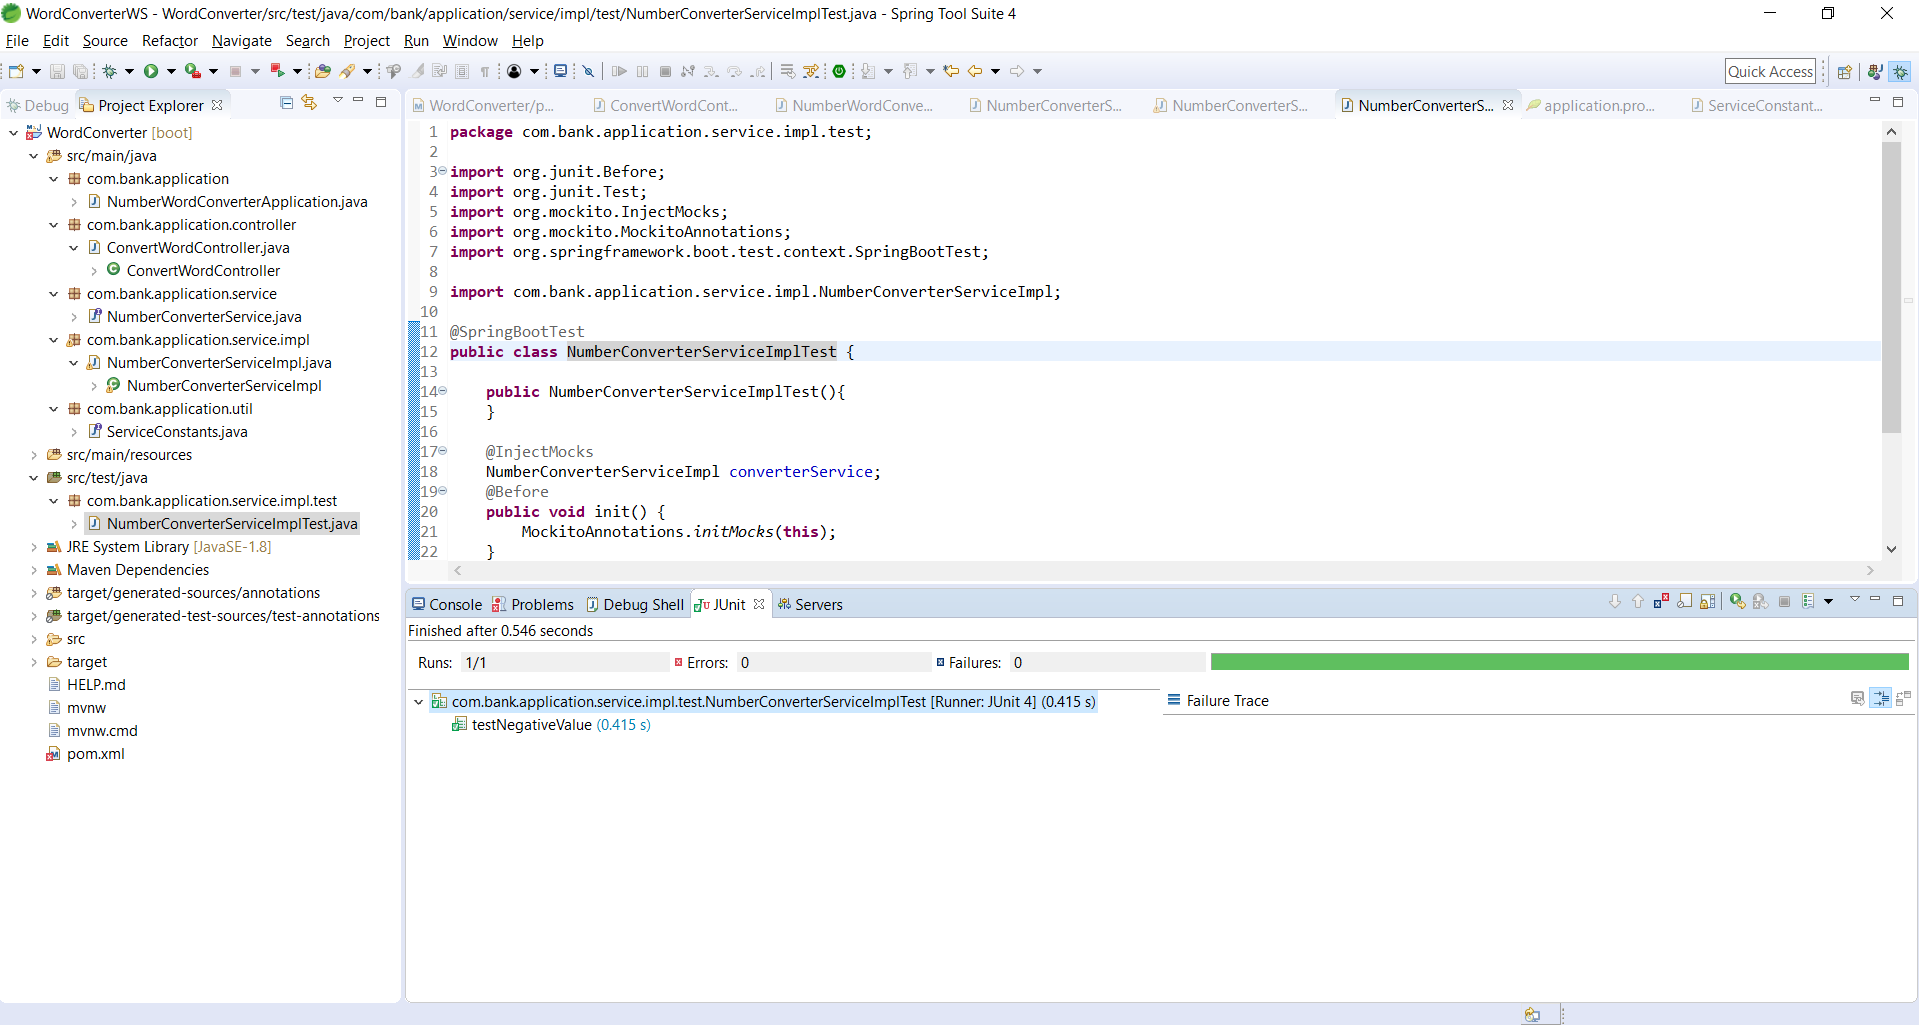 WordConverterWS - WordConverter/src/test/java/com/bank/application/service/impl/test/NumberConverterServiceImplTest.java - Spring Tool Suite 4
File Edit Source Refactor Navigate Search Project Run Window Help
Quick Access
Debug Project Explorer
WordConverter [boot]
src/main/java
com.bank.application
NumberWordConverterApplication.java
com.bank.application.controller
ConvertWordController.java
ConvertWordController
com.bank.application.service
NumberConverterService.java
com.bank.application.service.impl
NumberConverterServiceImpl.java
NumberConverterServiceImpl
com.bank.application.util
ServiceConstants.java
src/main/resources
src/test/java
com.bank.application.service.impl.test
NumberConverterServiceImplTest.java
JRE System Library [JavaSE-1.8]
Maven Dependencies
target/generated-sources/annotations
target/generated-test-sources/test-annotations
src
target
HELP.md
mvnw
mvnw.cmd
pom.xml
WordConverter/p... ConvertWordCont... NumberWordConve... NumberConverterS... NumberConverterS... NumberConverterS... application.pro... ServiceConstant...
1 package com.bank.application.service.impl.test;
2
3 import org.junit.Before;
4 import org.junit.Test;
5 import org.mockito.InjectMocks;
6 import org.mockito.MockitoAnnotations;
7 import org.springframework.boot.test.context.SpringBootTest;
8
9 import com.bank.application.service.impl.NumberConverterServiceImpl;
10
11 @SpringBootTest
12 public class NumberConverterServiceImplTest {
13
14 public NumberConverterServiceImplTest(){
15 }
16
17 @InjectMocks
18 NumberConverterServiceImpl converterService;
19 @Before
20 public void init() {
21 MockitoAnnotations.initMocks(this);
22 }
Console Problems Debug Shell JUnit Servers
Finished after 0.546 seconds
Runs: 1/1 Errors: 0 Failures: 0
com.bank.application.service.impl.test.NumberConverterServiceImplTest [Runner: JUnit 4] (0.415 s)
testNegativeValue (0.415 s)
Failure Trace